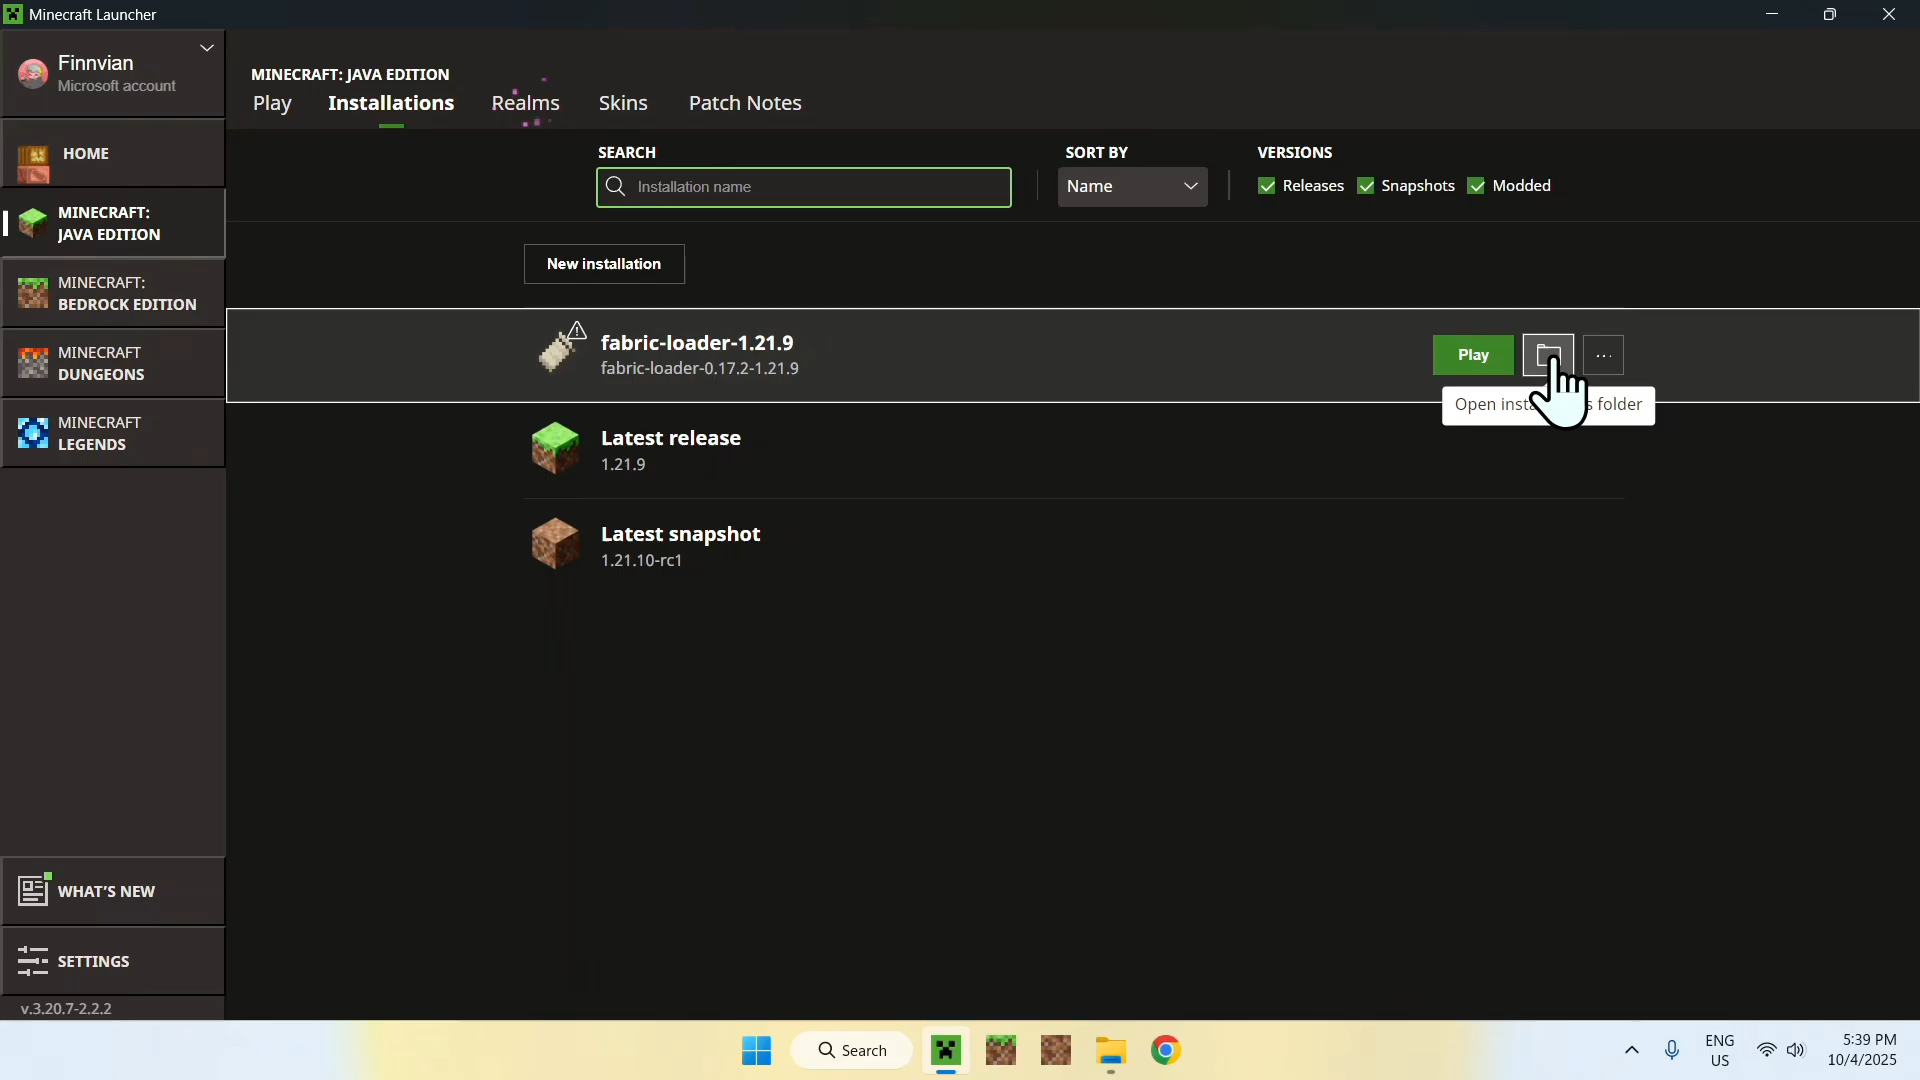 Minecraft Launcher
Finnvian
Microsoft account
HOME
MINECRAFT:
JAVA EDITION
MINECRAFT:
BEDROCK EDITION
MINECRAFT
DUNGEONS
MINECRAFT
LEGENDS
WHAT'S NEW
SETTINGS
v.3.20.7-2.2.2
MINECRAFT: JAVA EDITION
Play Installations Realms Skins Patch Notes
SEARCH SORT BY VERSIONS
Installation name Name Releases Snapshots Modded
New installation
fabric-loader-1.21.9
fabric-loader-0.17.2-1.21.9
Play ...
Open folder
Latest release
1.21.9
Latest snapshot
1.21.10-rc1
Search
ENG
US
5:39 PM
10/4/2025